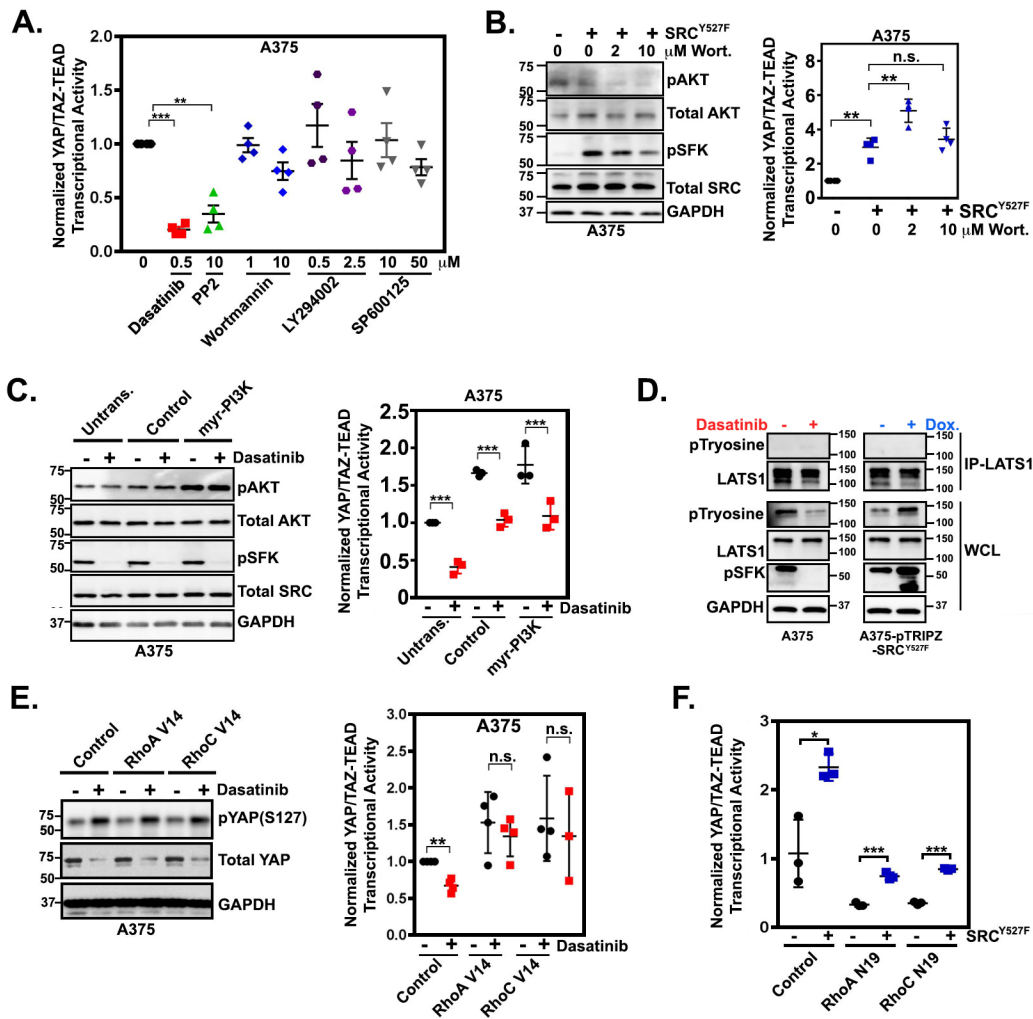 A.
A375
Normalized YAP/TAZ-TEAD
Transcriptional Activity
2.0
1.5
1.0
0.5
0.0
***
**
0 0.5 10 1 10 0.5 2.5 10 50 μM
Dasatinib
PP2
Wortmannin
LY294002
SP600125
B.
- + + + SRC^Y527F
0 0 2 10 μM Wort.
75
50
pAKT
75
50
Total AKT
75
50
pSFK
75
50
Total SRC
37
GAPDH
A375
A375
Normalized YAP/TAZ-TEAD
Transcriptional Activity
8
6
4
2
0
n.s.
**
**
- + + + SRC^Y527F
0 0 2 10 μM Wort.
C.
Untrans.
Control
myr-PI3K
- + - + - + Dasatinib
75
50
pAKT
Total AKT
75
50
pSFK
Total SRC
37
GAPDH
A375
A375
Normalized YAP/TAZ-TEAD
Transcriptional Activity
2.5
2.0
1.5
1.0
0.5
0
***
***
***
- + - + - + Dasatinib
Untrans.
Control
myr-PI3K
D.
Dasatinib - + - + Dox.
pTryosine
150
100
150
100
LATS1
150
100
150
100
IP-LATS1
pTryosine
150
100
150
100
LATS1
150
100
150
100
pSFK
50
75
50
GAPDH
37
37
WCL
A375
A375-pTRIPZ
-SRC^Y527F
E.
Control
RhoA V14
RhoC V14
- + - + - + Dasatinib
75
50
pYAP(S127)
75
50
Total YAP
37
GAPDH
A375
A375
Normalized YAP/TAZ-TEAD
Transcriptional Activity
3.0
2.5
2.0
1.5
1.0
0.5
0.0
**
n.s.
n.s.
- + - + - + Dasatinib
Control
RhoA V14
RhoC V14
F.
Normalized YAP/TAZ-TEAD
Transcriptional Activity
3
2
1
0
*
***
***
- + - + - + SRC^Y527F
Control
RhoA N19
RhoC N19